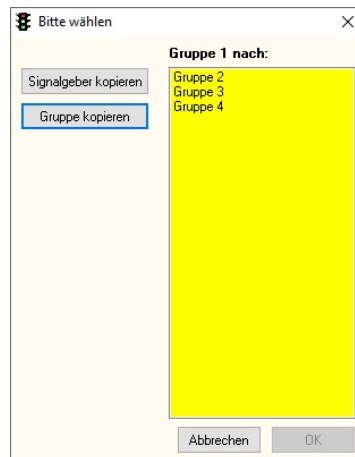 Bitte wählen
Gruppe 1 nach:
Signalgeber kopieren
Gruppe kopieren
Gruppe 2
Gruppe 3
Gruppe 4
Abbrechen
OK